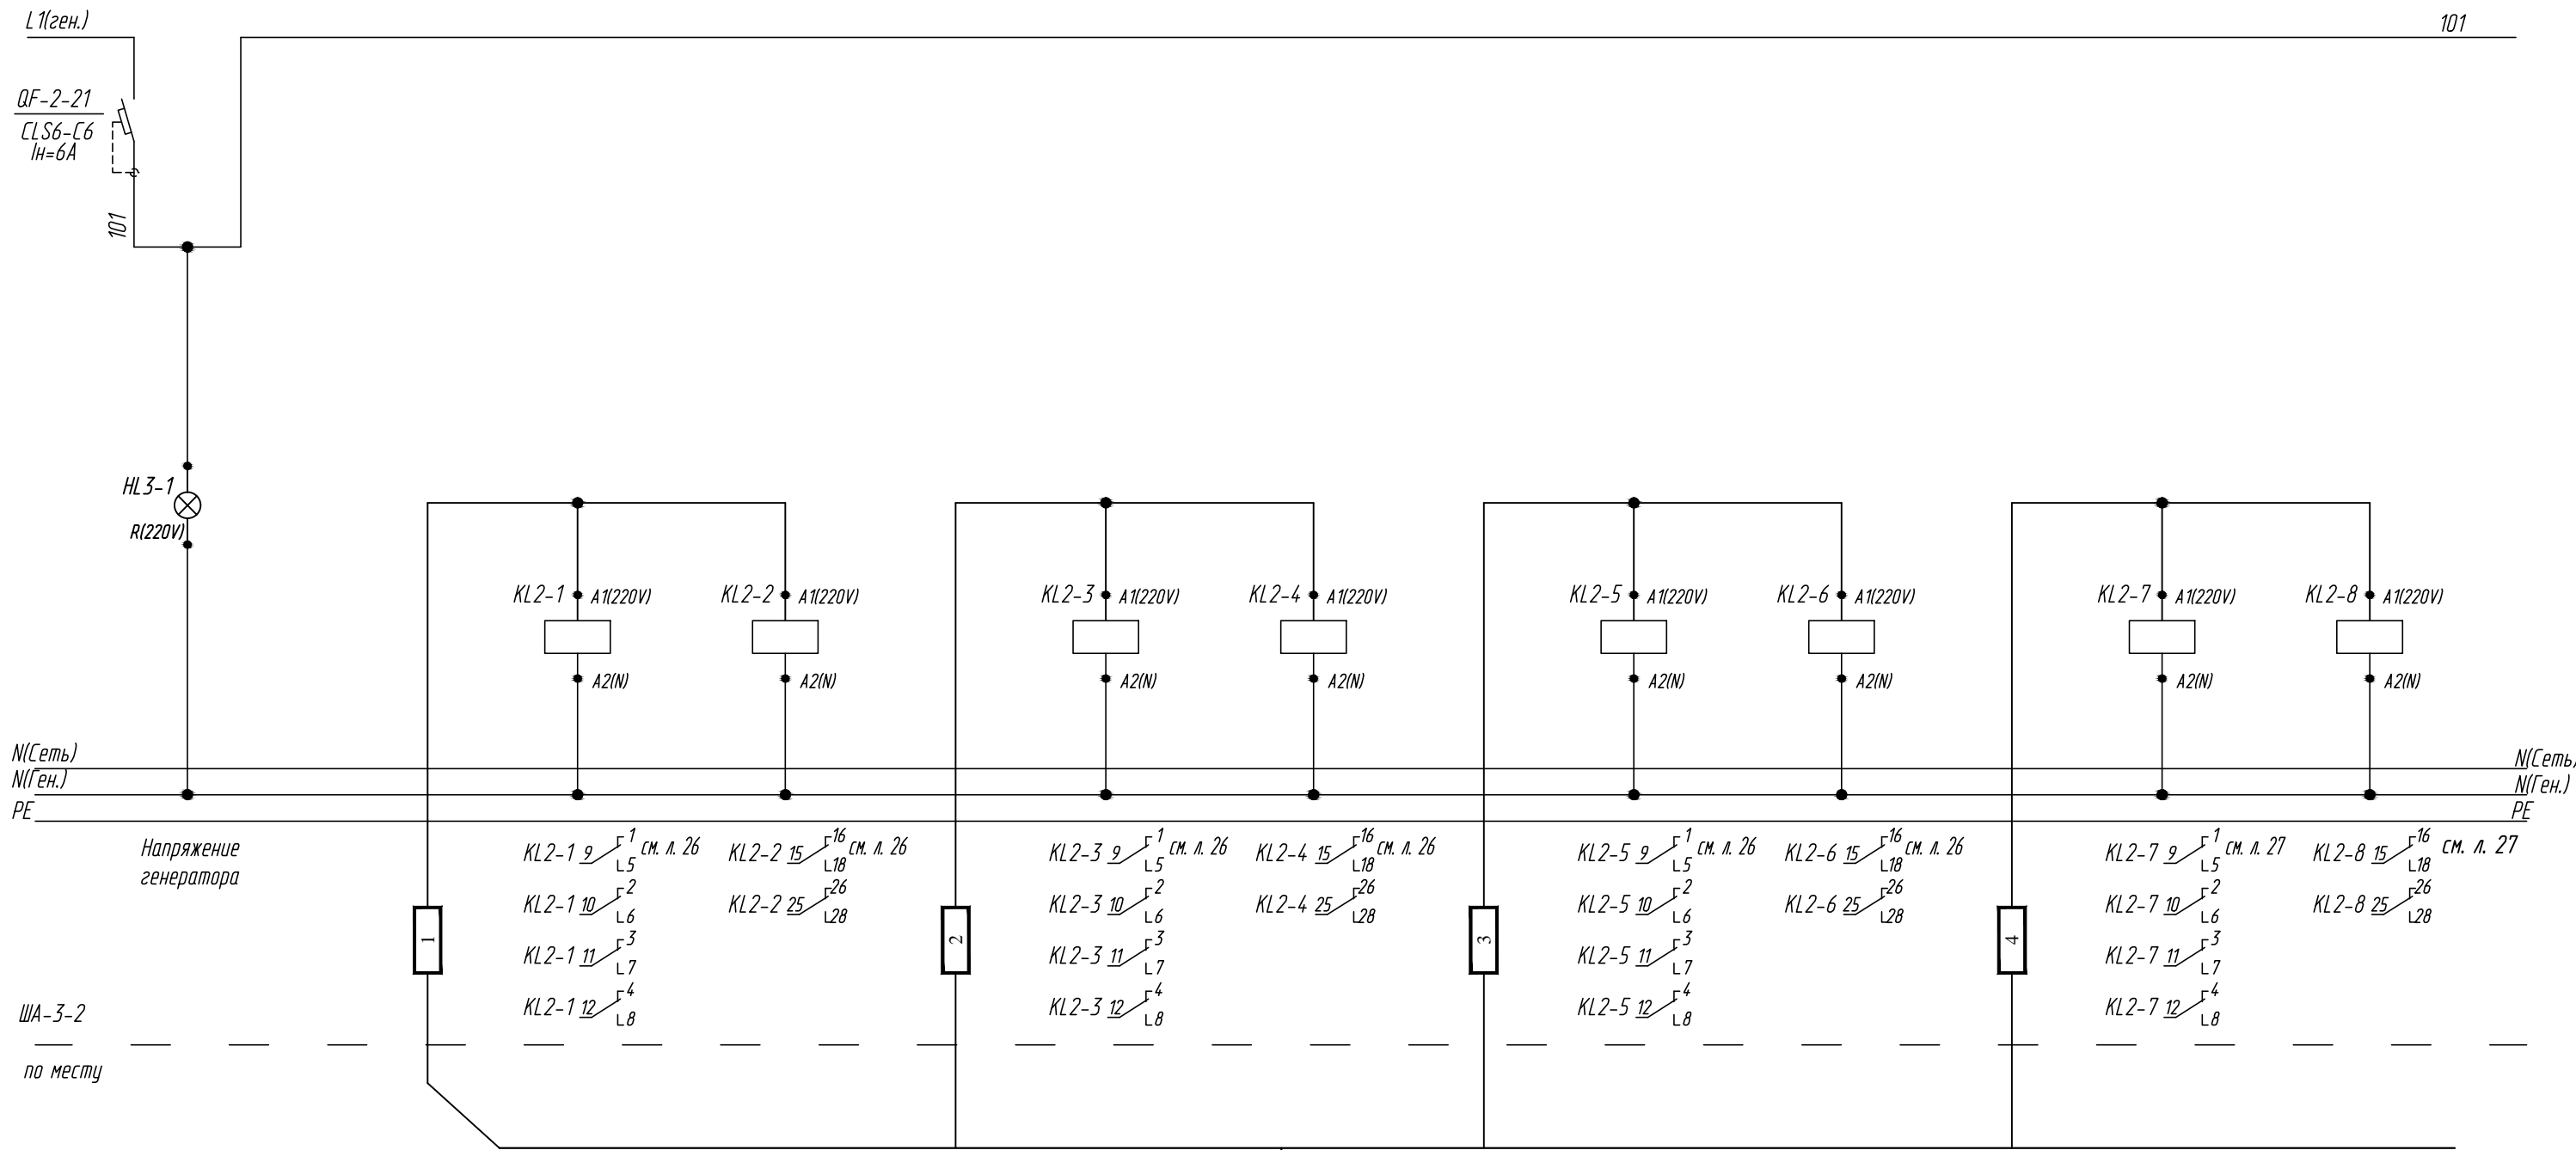 L1(ген.)
101
QF-2-21
CLS6-C6
Iн=6А
101
HL3-1
R(220V)
KL2-1 A1(220V)
KL2-2 A1(220V)
KL2-3 A1(220V)
KL2-4 A1(220V)
KL2-5 A1(220V)
KL2-6 A1(220V)
KL2-7 A1(220V)
KL2-8 A1(220V)
A2(N)
A2(N)
A2(N)
A2(N)
A2(N)
A2(N)
A2(N)
A2(N)
N(Сеть)
N(Сеть)
N(Ген.)
N(Ген.)
PE
PE
Напряжение
генератора
KL2-1 9 1 5 см. л. 26
KL2-1 10 2 6
KL2-1 11 3 7
KL2-1 12 4 8
KL2-2 15 16 18 см. л. 26
KL2-2 25 26 28
KL2-3 9 1 5 см. л. 26
KL2-3 10 2 6
KL2-3 11 3 7
KL2-3 12 4 8
KL2-4 15 16 18 см. л. 26
KL2-4 25 26 28
KL2-5 9 1 5 см. л. 26
KL2-5 10 2 6
KL2-5 11 3 7
KL2-5 12 4 8
KL2-6 15 16 18 см. л. 26
KL2-6 25 26 28
KL2-7 9 1 5 см. л. 27
KL2-7 10 2 6
KL2-7 11 3 7
KL2-7 12 4 8
KL2-8 15 16 18 см. л. 27
KL2-8 25 26 28
1
2
3
4
ША-3-2
по месту